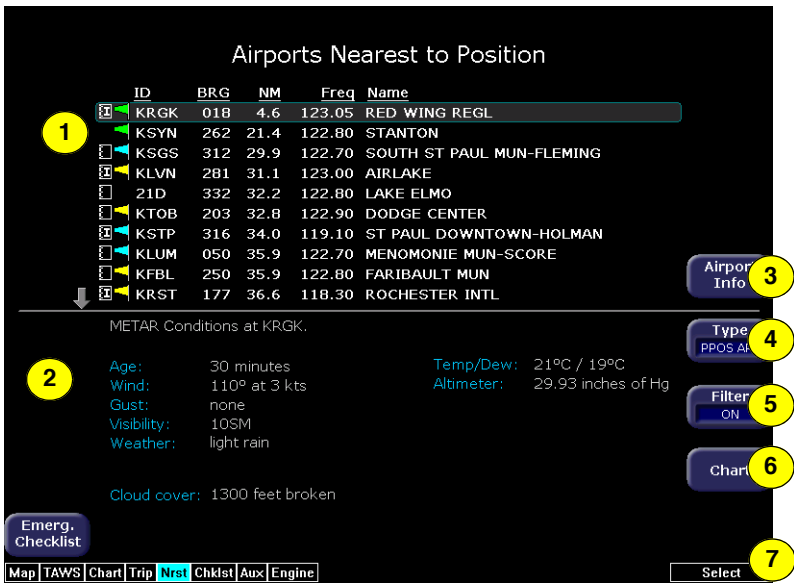 Airports Nearest to Position
ID BRG NM Freq Name
I KRGK 018 4.6 123.05 RED WING REGL
KSYN 262 21.4 122.80 STANTON
KSGS 312 29.9 122.70 SOUTH ST PAUL MUN-FLEMING
I KLVN 281 31.1 123.00 AIRLAKE
21D 332 32.2 122.80 LAKE ELMO
KTOB 203 32.8 122.90 DODGE CENTER
I KSTP 316 34.0 119.10 ST PAUL DOWNTOWN-HOLMAN
KLUM 050 35.9 122.70 MENOMONIE MUN-SCORE
KFBL 250 35.9 122.80 FARIBAULT MUN
I KRST 177 36.6 118.30 ROCHESTER INTL
1
METAR Conditions at KRGK.
Age: 30 minutes
Wind: 110º at 3 kts
Gust: none
Visibility: 10SM
Weather: light rain
Temp/Dew: 21ºC / 19ºC
Altimeter: 29.93 inches of Hg
Cloud cover: 1300 feet broken
2
Airport
Info
3
Type
PPOS
4
Filter
ON
5
Chart
6
Emerg.
Checklist
Map TAWS Chart Trip Nrst Chklst Aux Engine
Select
7